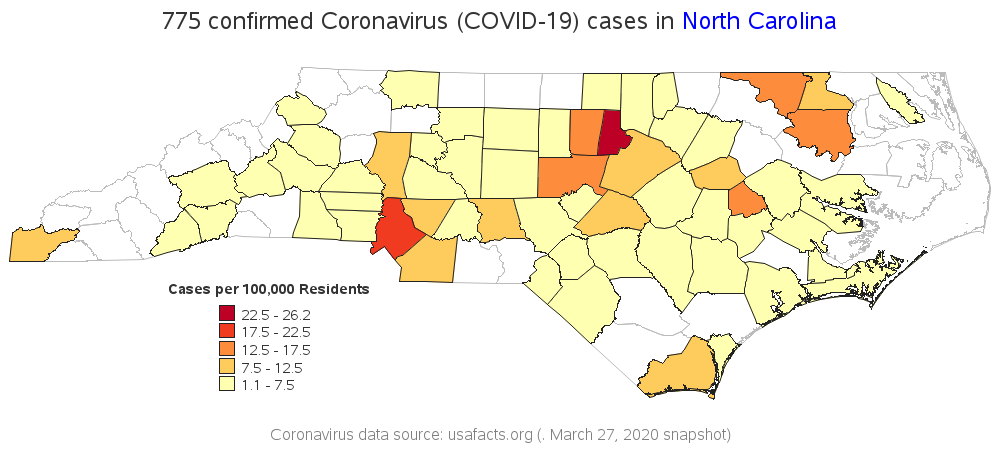 775 confirmed Coronavirus (COVID-19) cases in North Carolina
Cases per 100,000 Residents
22.5 - 26.2
17.5 - 22.5
12.5 - 17.5
7.5 - 12.5
1.1 - 7.5
Coronavirus data source: usafacts.org (. March 27, 2020 snapshot)